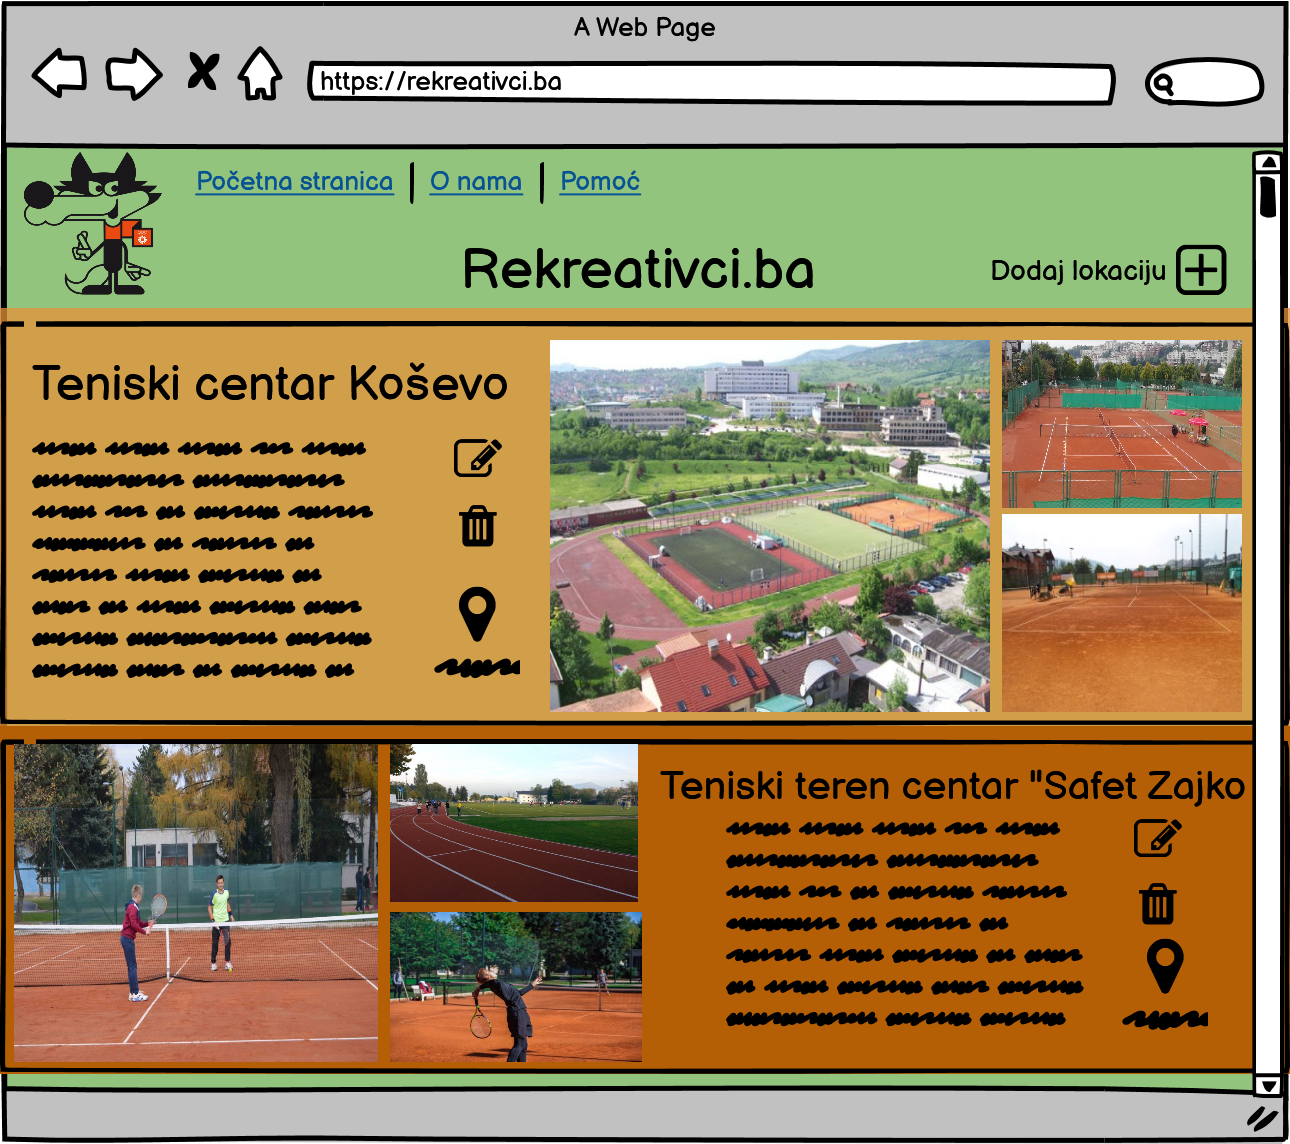 A Web Page
https://rekreativci.ba
Početna stranica
O nama
Pomoć
Rekreativci.ba
Dodaj lokaciju
Teniski centar Koševo
Teniski teren centar "Safet Zajko